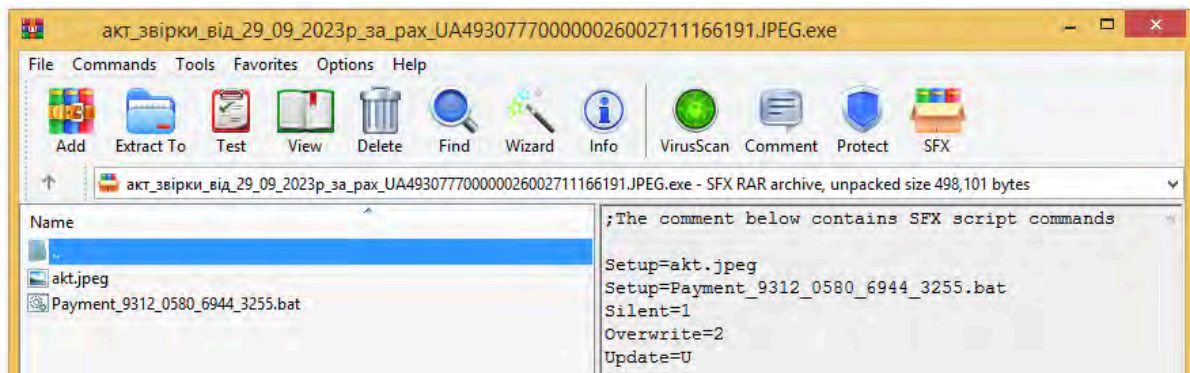 акт_звірки_від_29_09_2023р_за_рах_UA493077700000026002711166191.JPEG.exe
File Commands Tools Favorites Options Help
Add Extract To Test View Delete Find Wizard Info VirusScan Comment Protect SFX
акт_звірки_від_29_09_2023р_за_рах_UA493077700000026002711166191.JPEG.exe - SFX RAR archive, unpacked size 498,101 bytes
Name
..
akt.jpeg
Payment_9312_0580_6944_3255.bat
;The comment below contains SFX script commands
Setup=akt.jpeg
Setup=Payment_9312_0580_6944_3255.bat
Silent=1
Overwrite=2
Update=U